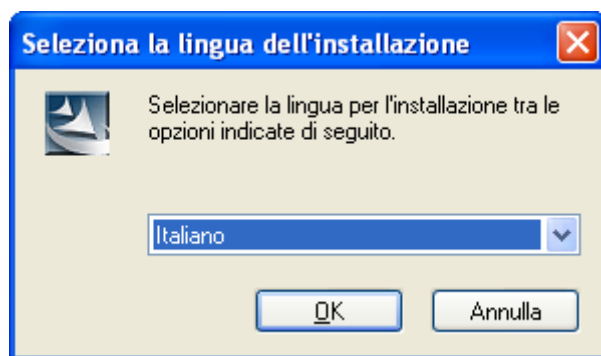 Seleziona la lingua dell'installazione
Selezionare la lingua per l'installazione tra le
opzioni indicate di seguito.
Italiano
OK
Annulla